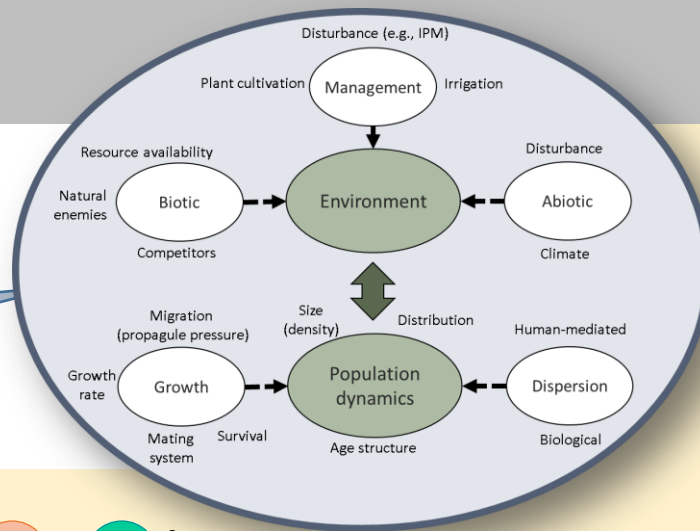 Disturbance (e.g., IPM)
Plant cultivation
Management
Irrigation
Resource availability
Disturbance
Natural
enemies
Biotic
Environment
Abiotic
Competitors
Climate
Migration
(propagule pressure)
Size
(density)
Distribution
Human-mediated
Growth
rate
Growth
Population
dynamics
Dispersion
Mating
system
Survival
Age structure
Biological